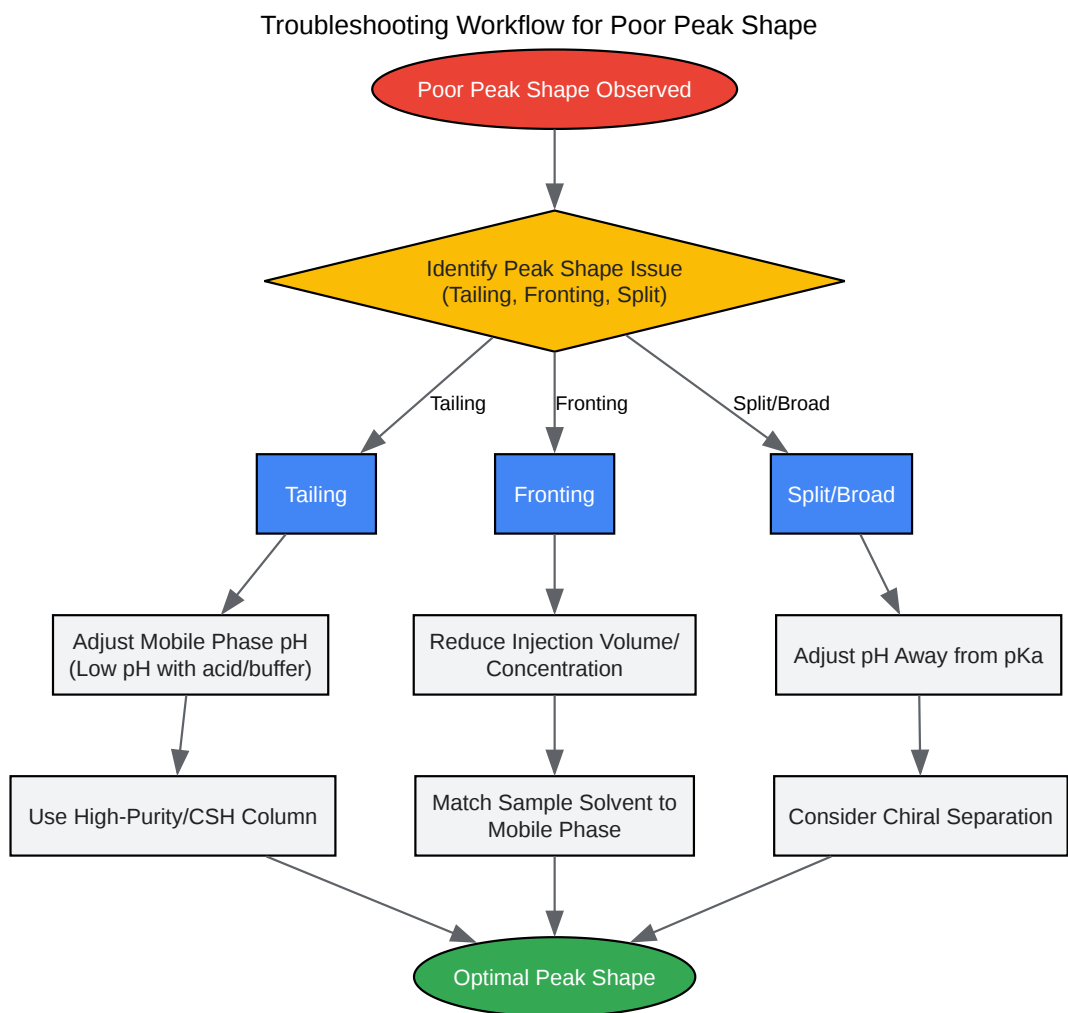 Troubleshooting Workflow for Poor Peak Shape
Poor Peak Shape Observed
Identify Peak Shape Issue
(Tailing, Fronting, Split)
Tailing
Fronting
Split/Broad
Tailing
Fronting
Split/Broad
Adjust Mobile Phase pH
(Low pH with acid/buffer)
Reduce Injection Volume/
Concentration
Adjust pH Away from pKa
Use High-Purity/CSH Column
Match Sample Solvent to
Mobile Phase
Consider Chiral Separation
Optimal Peak Shape